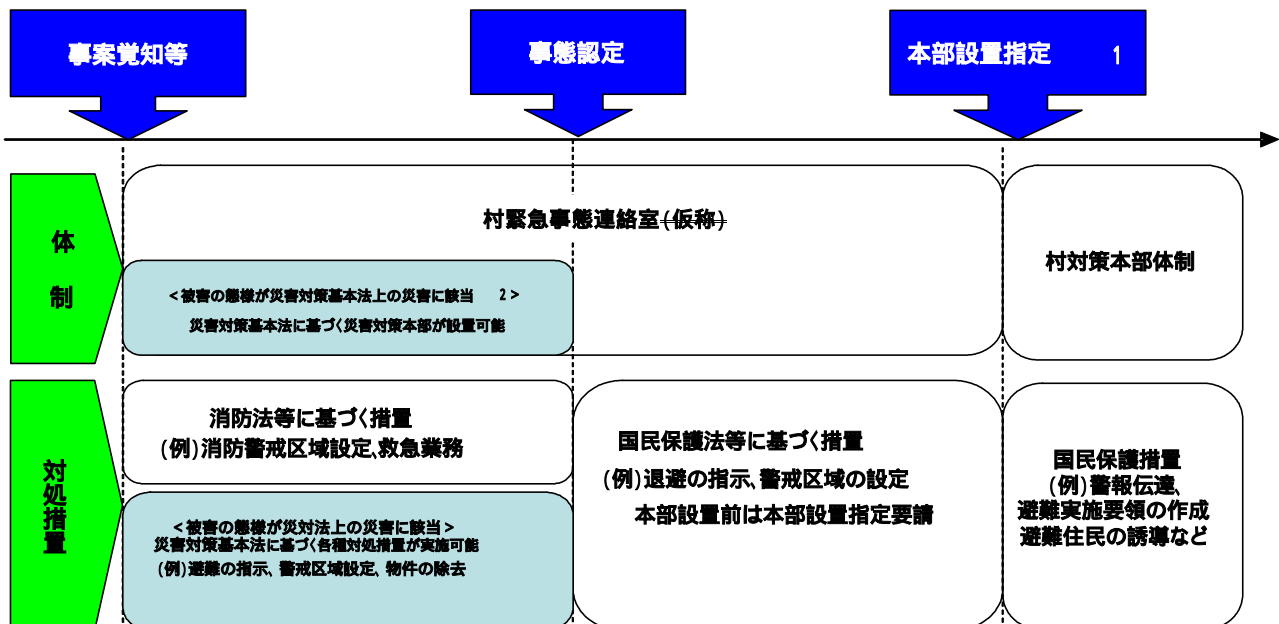 事案覚知等
事態認定
本部設置指定 1
体
制
村緊急事態連絡室(仮称)
<被害の態様が災害対策基本法上の災害に該当 2>
災害対策基本法に基づく災害対策本部が設置可能
村対策本部体制
対処措置
消防法等に基づく措置
(例)消防警戒区域設定、救急業務
<被害の態様が災対法上の災害に該当>
災害対策基本法に基づく各種対処措置が実施可能
(例)避難の指示、警戒区域設定、物件の除去
国民保護法等に基づく措置
(例)退避の指示、警戒区域の設定
本部設置前は本部設置指定要請
国民保護措置
(例)警報伝達、
避難実施要領の作成
避難住民の誘導など